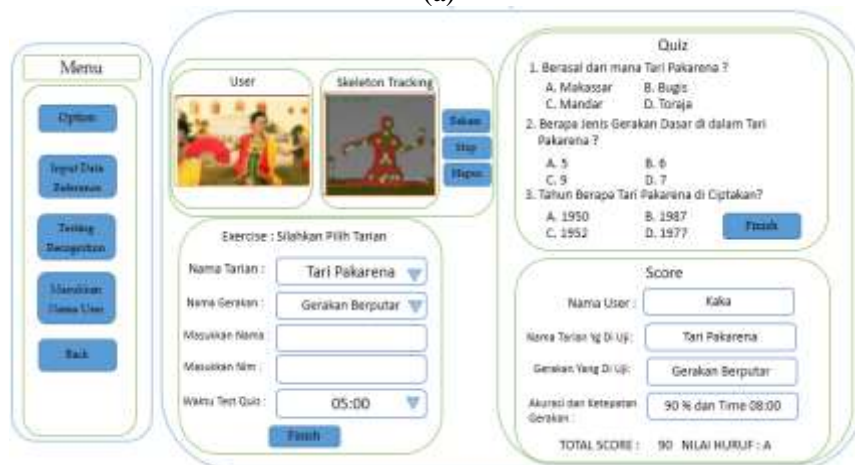 Menu
Option
Input Data
Reference
Testing
Recognition
Masukkan
Nama User
Back
User
Skeleton Tracking
Rekam
Stop
Hapus
Exercise : Silahkan Pilih Tarian
Nama Tarian :
Tari Pakarena
Nama Gerakan :
Gerakan Berputar
Masukkan Nama
Masukkan Nim :
Waktu Test Quiz :
05:00
Finish
Quiz
1. Berasal dari mana Tari Pakarena ?
A. Makassar B. Bugis
C. Mandar D. Toraja
2. Berapa Jenis Gerakan Dasar di dalam Tari
Pakarena ?
A. 5 B. 6
C. 9 D. 7
3. Tahun Berapa Tari Pakarena di Ciptakan?
A. 1950 B. 1987
C. 1952 D. 1977
Finish
Score
Nama User :
Kaka
Nama Tarian Yg Di Uji:
Tari Pakarena
Gerakan Yang Di Uji:
Gerakan Berputar
Akurasi dan Ketepatan
Gerakan :
90 % dan Time 08:00
TOTAL SCORE : 90 NILAI HURUF : A